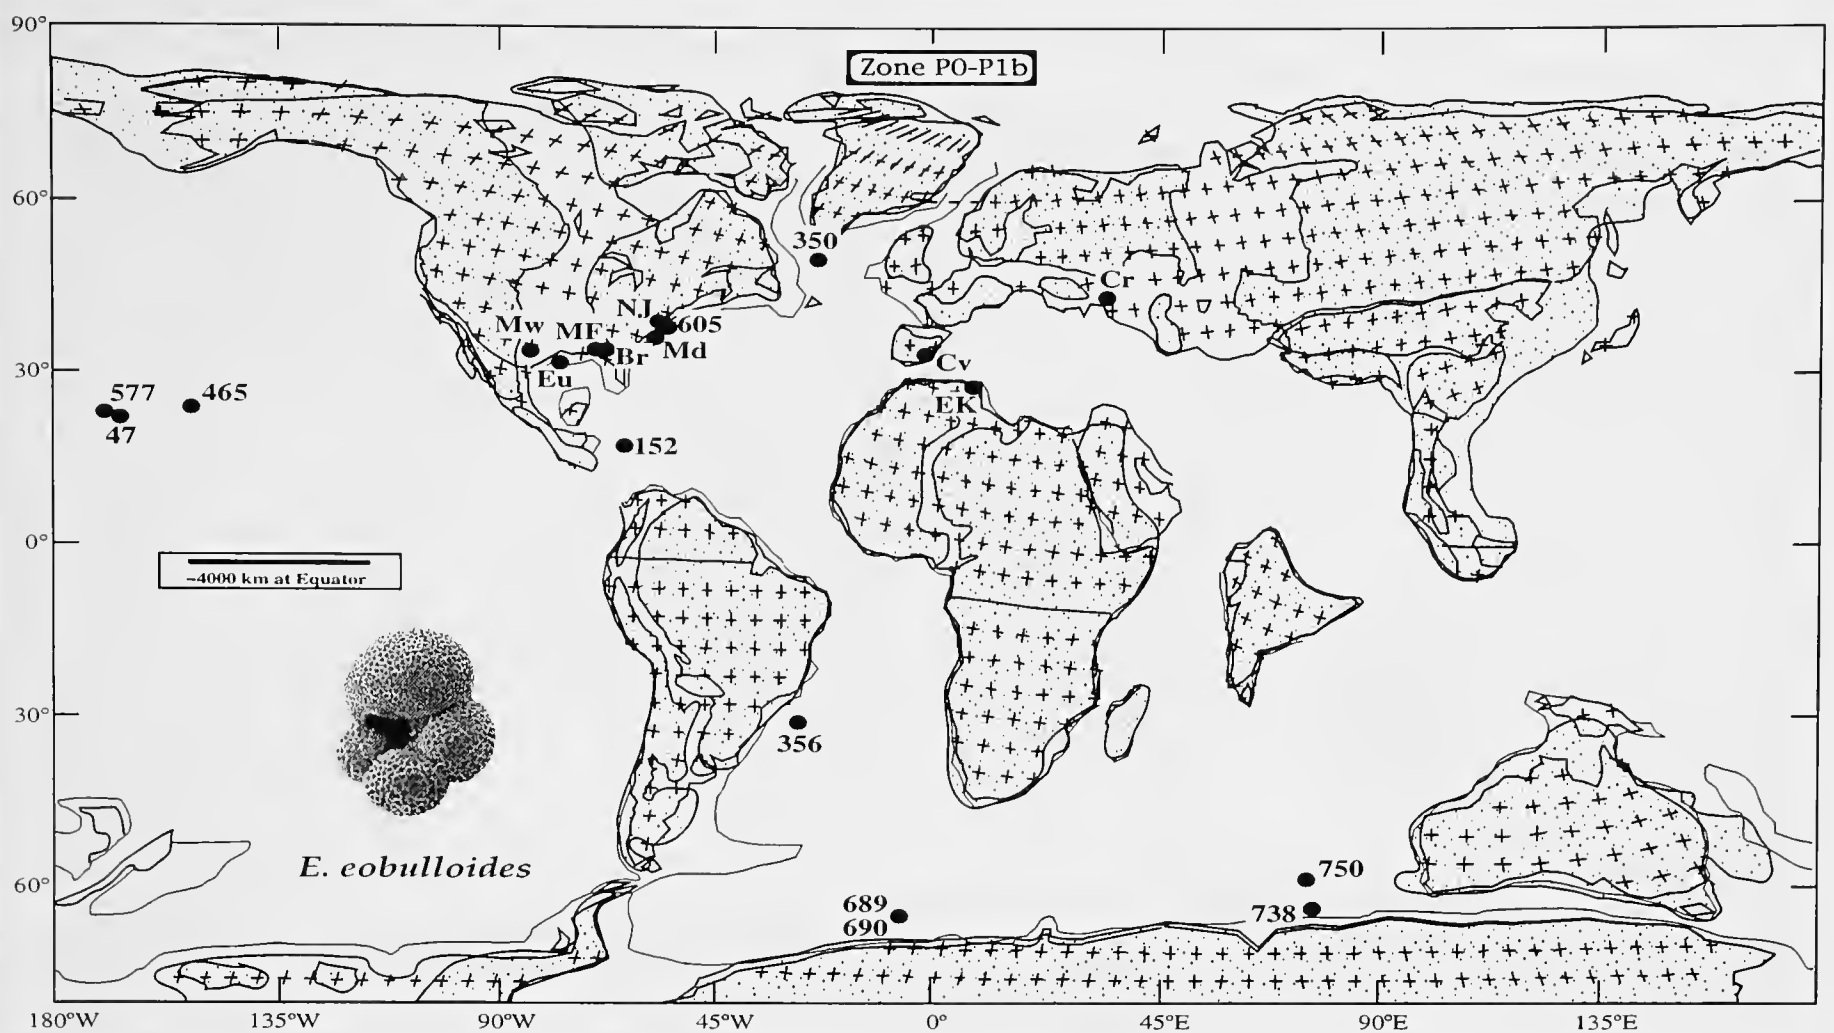 90°
Zone P0-P1b
60°
350
Cr
NJ
605
Mw
MF
Md
Br
30°
Eu
Cv
577
465
EK
47
152
0°
~4000 km at Equator
30°
356
E. eobulloides
750
60°
689
738
690
180°W
135°W
90°W
45°W
0°
45°E
90°E
135°E